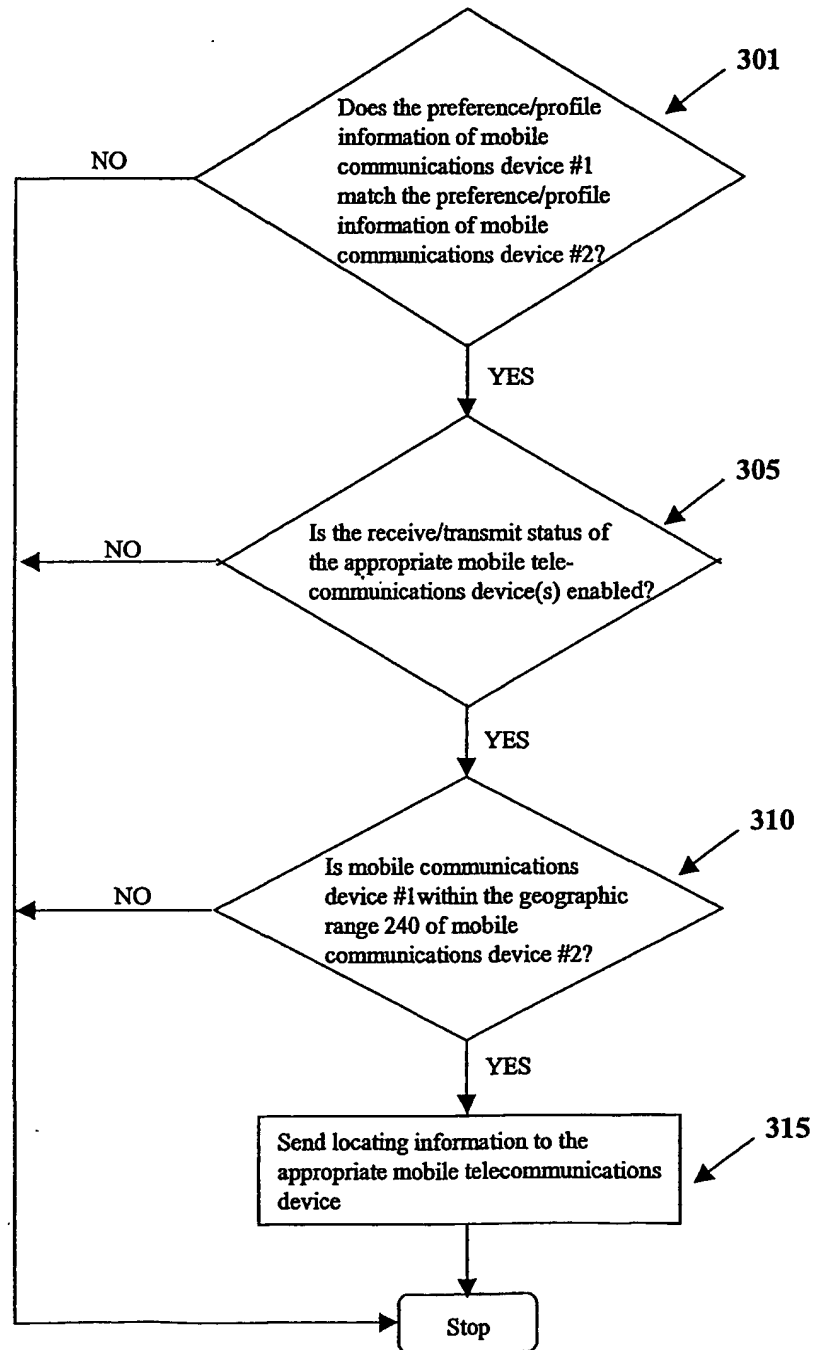 301
Does the preference/profile
information of mobile
communications device #1
match the preference/profile
information of mobile
communications device #2?
NO
YES
305
Is the receive/transmit status of
the appropriate mobile tele-
communications device(s) enabled?
NO
YES
310
Is mobile communications
device #1within the geographic
range 240 of mobile
communications device #2?
NO
YES
315
Send locating information to the
appropriate mobile telecommunications
device
Stop